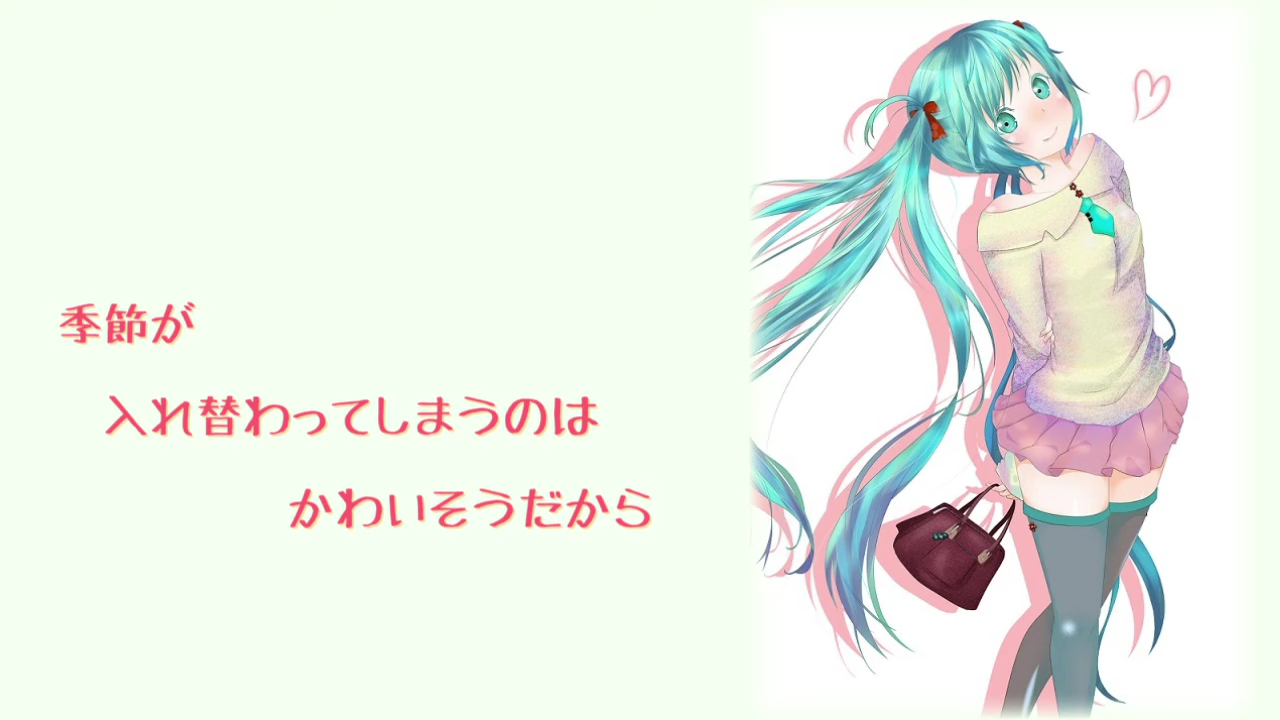 季節が
入れ替わってしまうのは
かわいそうだから